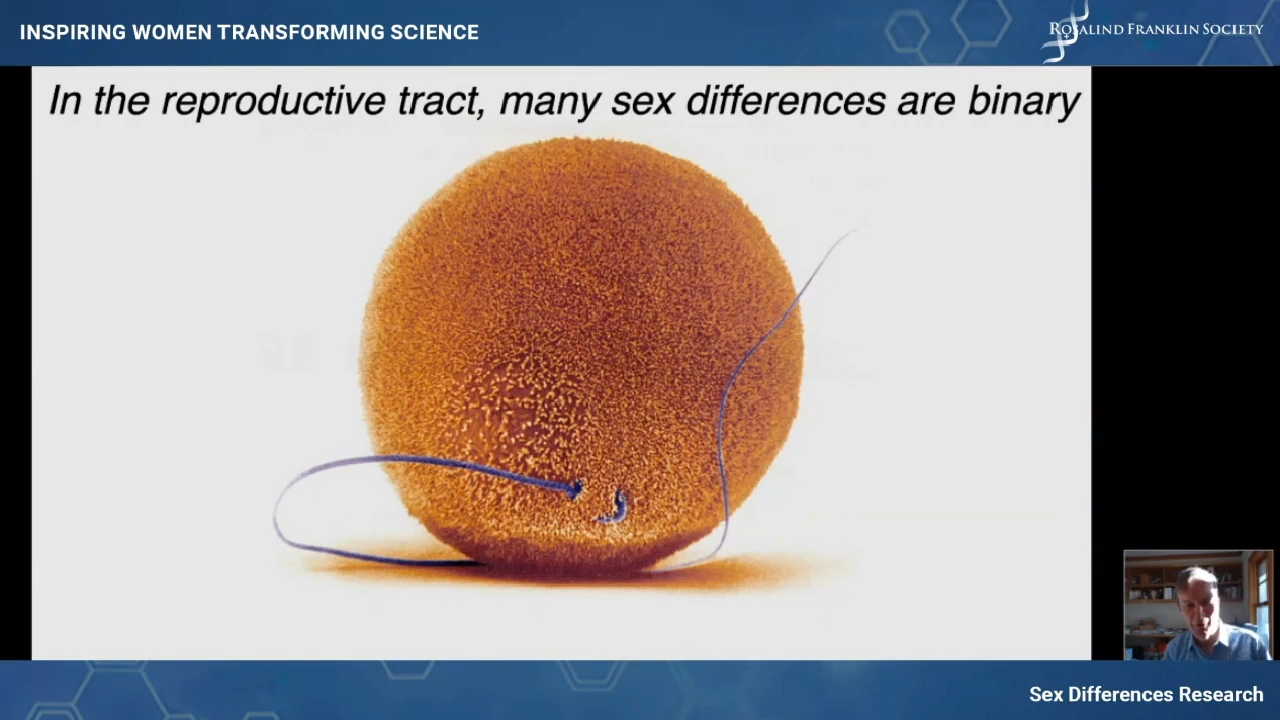 INSPIRING WOMEN TRANSFORMING SCIENCE
ROSALIND FRANKLIN SOCIETY
In the reproductive tract, many sex differences are binary
Sex Differences Research